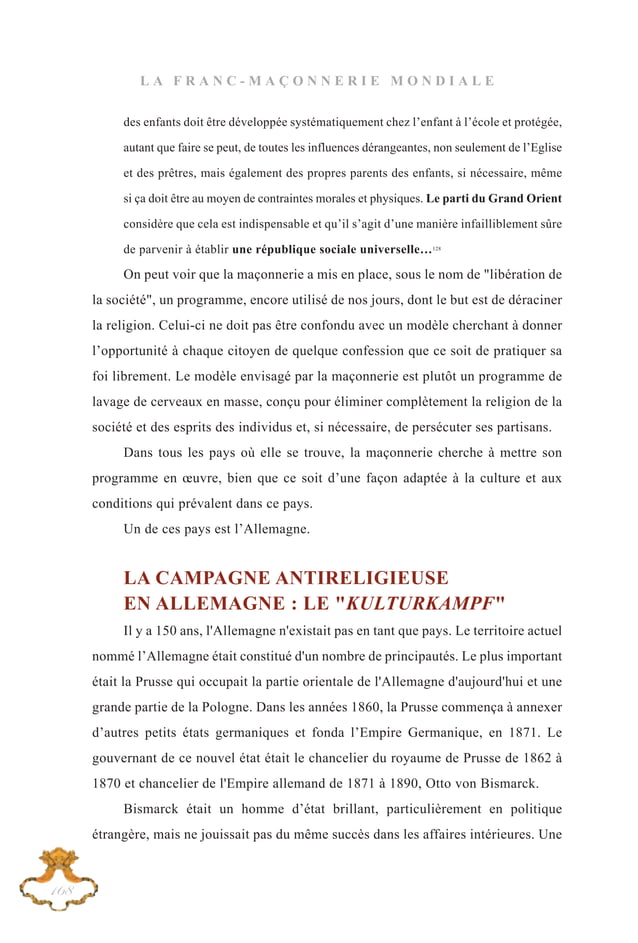 LA FRANC-MAÇONNERIE MONDIALE
des enfants doit être développée systématiquement chez l’enfant à l’école et protégée,
autant que faire se peut, de toutes les influences dérangeantes, non seulement de l’Eglise
et des prêtres, mais également des propres parents des enfants, si nécessaire, même
si ça doit être au moyen de contraintes morales et physiques. Le parti du Grand Orient
considère que cela est indispensable et qu’il s’agit d’une manière infailliblement sûre
de parvenir à établir une république sociale universelle…128
On peut voir que la maçonnerie a mis en place, sous le nom de "libération de
la société", un programme, encore utilisé de nos jours, dont le but est de déraciner
la religion. Celui-ci ne doit pas être confondu avec un modèle cherchant à donner
l’opportunité à chaque citoyen de quelque confession que ce soit de pratiquer sa
foi librement. Le modèle envisagé par la maçonnerie est plutôt un programme de
lavage de cerveaux en masse, conçu pour éliminer complètement la religion de la
société et des esprits des individus et, si nécessaire, de persécuter ses partisans.
Dans tous les pays où elle se trouve, la maçonnerie cherche à mettre son
programme en œuvre, bien que ce soit d’une façon adaptée à la culture et aux
conditions qui prévalent dans ce pays.
Un de ces pays est l’Allemagne.
LA CAMPAGNE ANTIRELIGIEUSE
EN ALLEMAGNE : LE "KULTURKAMPF"
Il y a 150 ans, l'Allemagne n'existait pas en tant que pays. Le territoire actuel
nommé l’Allemagne était constitué d'un nombre de principautés. Le plus important
était la Prusse qui occupait la partie orientale de l'Allemagne d'aujourd'hui et une
grande partie de la Pologne. Dans les années 1860, la Prusse commença à annexer
d’autres petits états germaniques et fonda l’Empire Germanique, en 1871. Le
gouvernant de ce nouvel état était le chancelier du royaume de Prusse de 1862 à
1870 et chancelier de l'Empire allemand de 1871 à 1890, Otto von Bismarck.
Bismarck était un homme d’état brillant, particulièrement en politique
étrangère, mais ne jouissait pas du même succès dans les affaires intérieures. Une
168